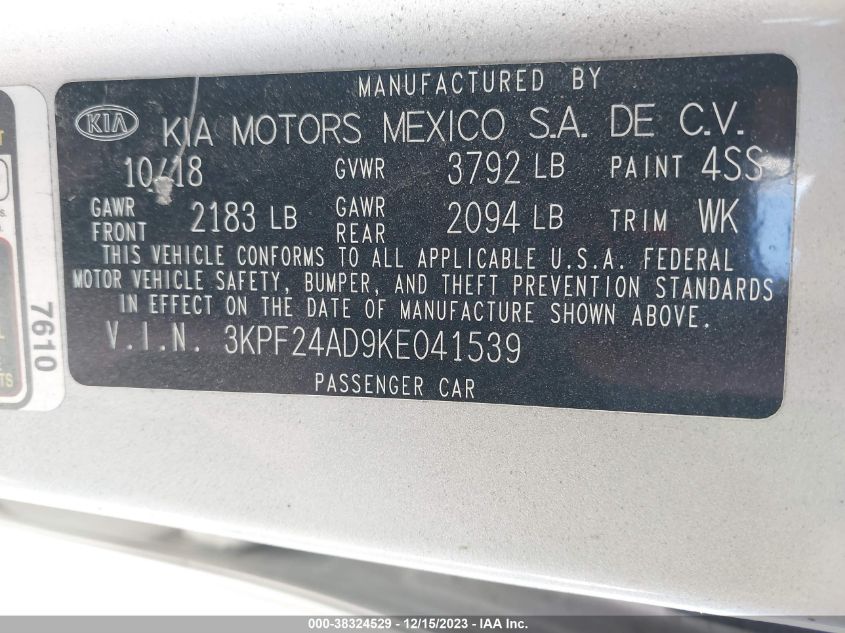 MANUFACTURED BY
KIA KIA MOTORS MEXICO S.A. DE C.V.
10/18 GVWR 3792 LB PAINT 4SS
GAWR FRONT 2183 LB GAWR REAR 2094 LB TRIM WK
THIS VEHICLE CONFORMS TO ALL APPLICABLE U.S.A. FEDERAL
MOTOR VEHICLE SAFETY, BUMPER, AND THEFT PREVENTION STANDARDS
IN EFFECT ON THE DATE OF MANUFACTURE SHOWN ABOVE.
V.I.N. 3KPF24AD9KE041539
PASSENGER CAR
7610
000-38324529 - 12/15/2023 - © Copyright 2023 IAA, Inc.